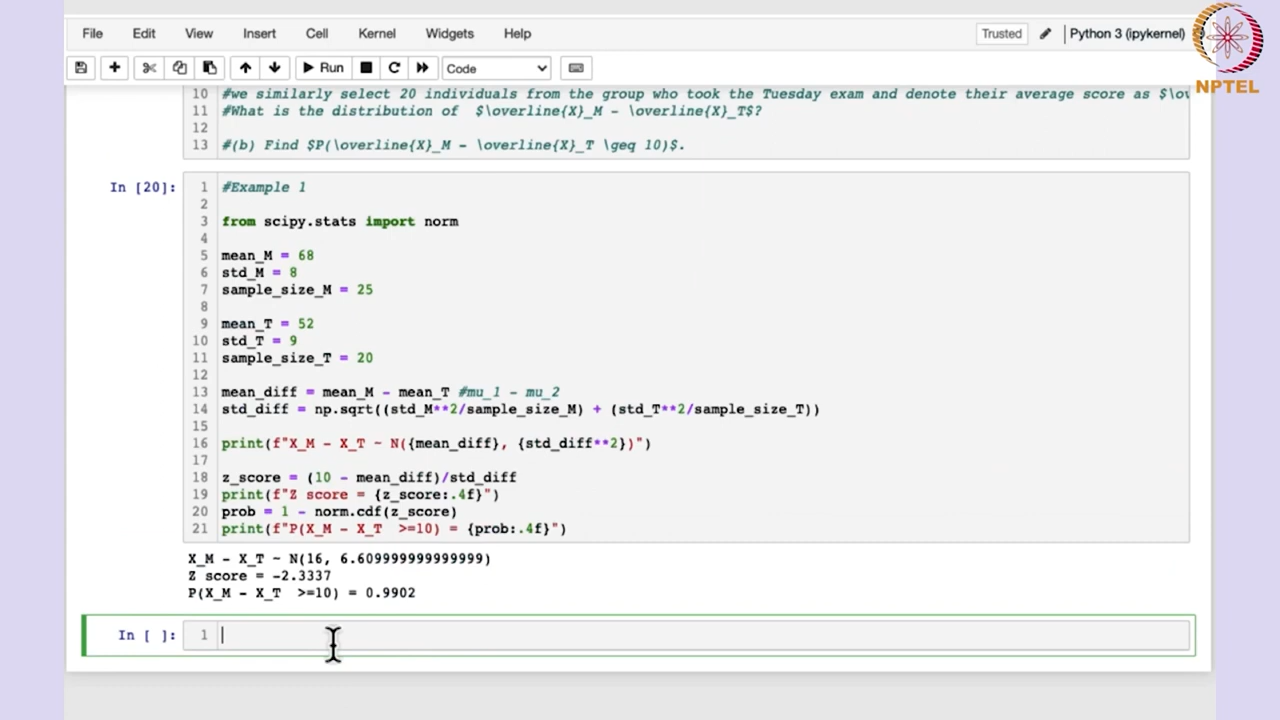 File Edit View Insert Cell Kernel Widgets Help Trusted Python 3 (ipykernel)
NPTEL
Run Code
10 #we similarly select 20 individuals from the group who took the Tuesday exam and denote their average score as $\ov
11 #What is the distribution of $\overline{X}_M - \overline{X}_T$?
12
13 #(b) Find $P(\overline{X}_M - \overline{X}_T \geq 10)$.
In [20]: 1 #Example 1
2
3 from scipy.stats import norm
4
5 mean_M = 68
6 std_M = 8
7 sample_size_M = 25
8
9 mean_T = 52
10 std_T = 9
11 sample_size_T = 20
12
13 mean_diff = mean_M - mean_T #mu_1 - mu_2
14 std_diff = np.sqrt((std_M**2/sample_size_M) + (std_T**2/sample_size_T))
15
16 print(f"X_M - X_T ~ N({mean_diff}, {std_diff**2})")
17
18 z_score = (10 - mean_diff)/std_diff
19 print(f"Z score = {z_score:.4f}")
20 prob = 1 - norm.cdf(z_score)
21 print(f"P(X_M - X_T  >=10) = {prob:.4f}")
X_M - X_T ~ N(16, 6.609999999999999)
Z score = -2.3337
P(X_M - X_T  >=10) = 0.9902
In [ ]: 1